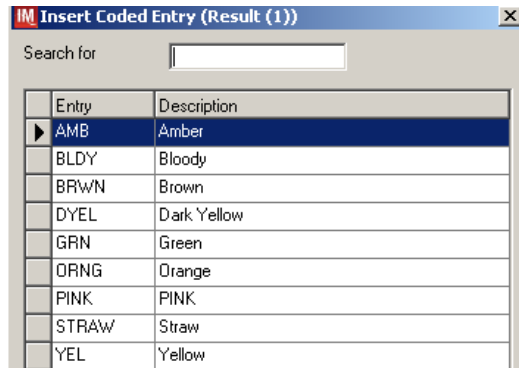 IM Insert Coded Entry (Result (1)) X
Search for
Entry Description
AMB Amber
BLDY Bloody
BRWN Brown
DYEL Dark Yellow
GRN Green
ORNG Orange
PINK PINK
STRAW Straw
YEL Yellow